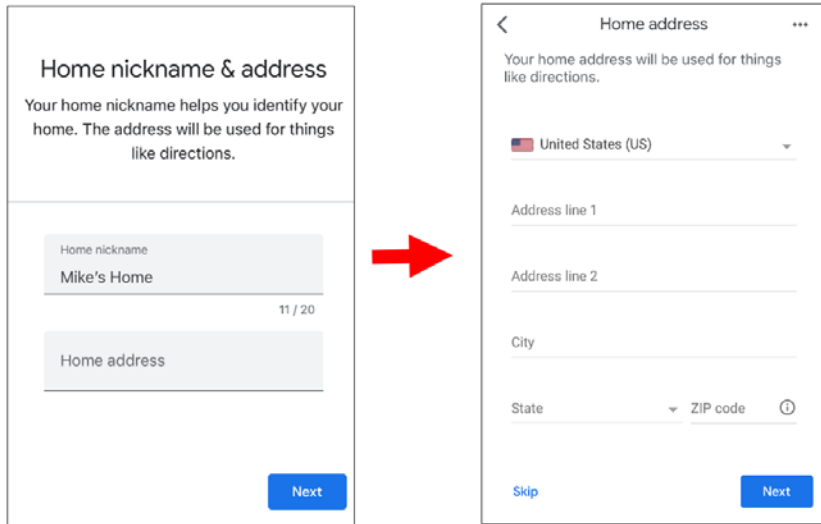 Home nickname & address
Your home nickname helps you identify your
home. The address will be used for things
like directions.
Home nickname
Mike's Home
11 / 20
Home address
Next
Home address
Your home address will be used for things
like directions.
United States (US)
Address line 1
Address line 2
City
State ZIP code
Skip Next